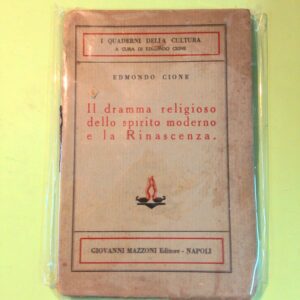 I QUADERNI DELLA CULTURA
A CURA DI EDMONDO CIONE
EDMONDO CIONE
Il dramma religioso
dello spirito moderno
e la Rinascenza.
GIOVANNI MAZZONI Editore - NAPOLI